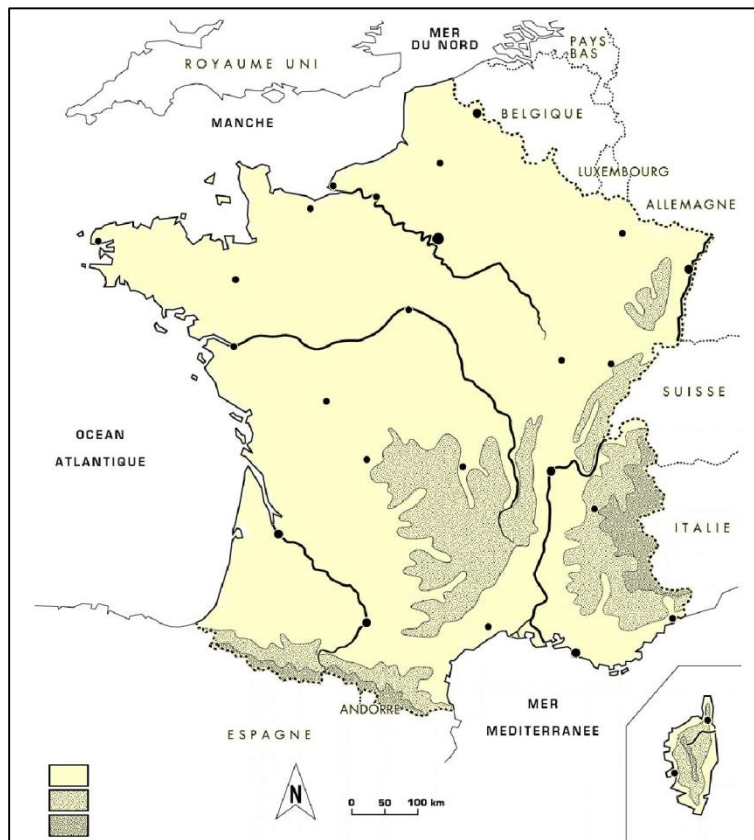 MER
DU NORD
PAYS
BAS
ROYAUME UNI
BELGIQUE
MANCHE
LUXEMBOURG
ALLEMAGNE
SUISSE
OCEAN
ATLANTIQUE
ITALIE
ANDORRE
MER
MEDITERRANEE
ESPAGNE
N
0 50 100 km